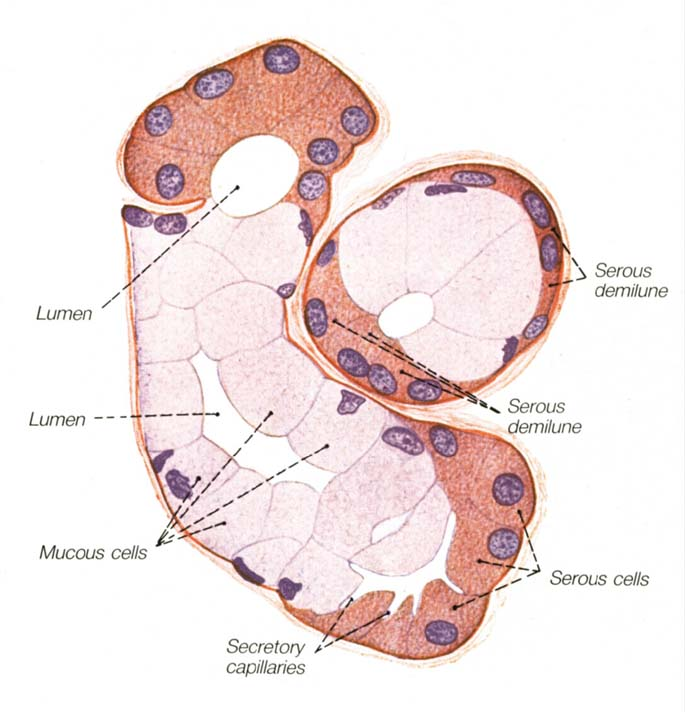 Lumen
Serous
demilune
Lumen
Serous
demilune
Mucous cells
Serous cells
Secretory
capillaries